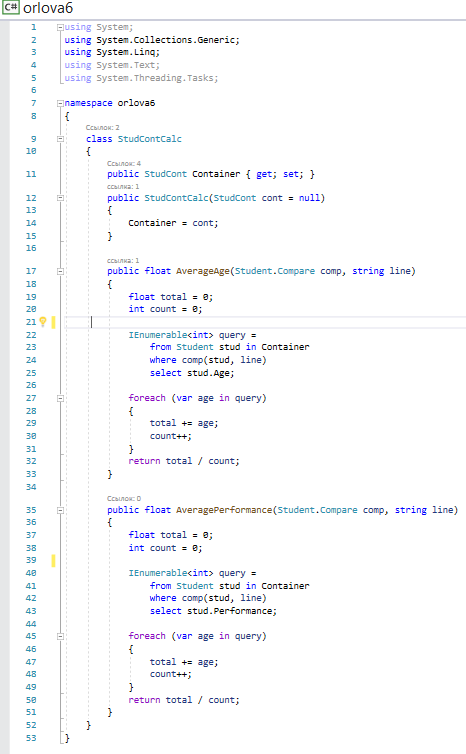 C# orlova6
1 using System;
2 using System.Collections.Generic;
3 using System.Linq;
4 using System.Text;
5 using System.Threading.Tasks;
6
7 namespace orlova6
8 {
Ссылок: 2
9 class StudContCalc
10 {
Ссылок: 4
11 public StudCont Container { get; set; }
ссылка: 1
12 public StudContCalc(StudCont cont = null)
13 {
14 Container = cont;
15 }
16
ссылка: 1
17 public float AverageAge(Student.Compare comp, string line)
18 {
19 float total = 0;
20 int count = 0;
21
22 IEnumerable<int> query =
23 from Student stud in Container
24 where comp(stud, line)
25 select stud.Age;
26
27 foreach (var age in query)
28 {
29 total += age;
30 count++;
31 }
32 return total / count;
33 }
34
Ссылок: 0
35 public float AveragePerformance(Student.Compare comp, string line)
36 {
37 float total = 0;
38 int count = 0;
39
40 IEnumerable<int> query =
41 from Student stud in Container
42 where comp(stud, line)
43 select stud.Performance;
44
45 foreach (var age in query)
46 {
47 total += age;
48 count++;
49 }
50 return total / count;
51 }
52 }
53 }